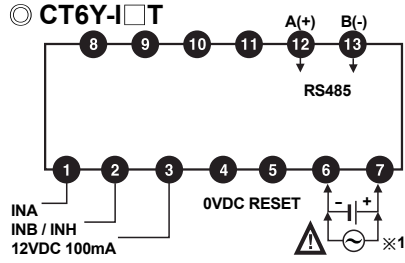 ◎ CT6Y-I□T
A(+) B(-)
8 9 10 11 12 13
RS485
1 2 3 4 5 6 7
0VDC RESET
- +
INA
INB / INH
12VDC 100mA
! ~ ※1